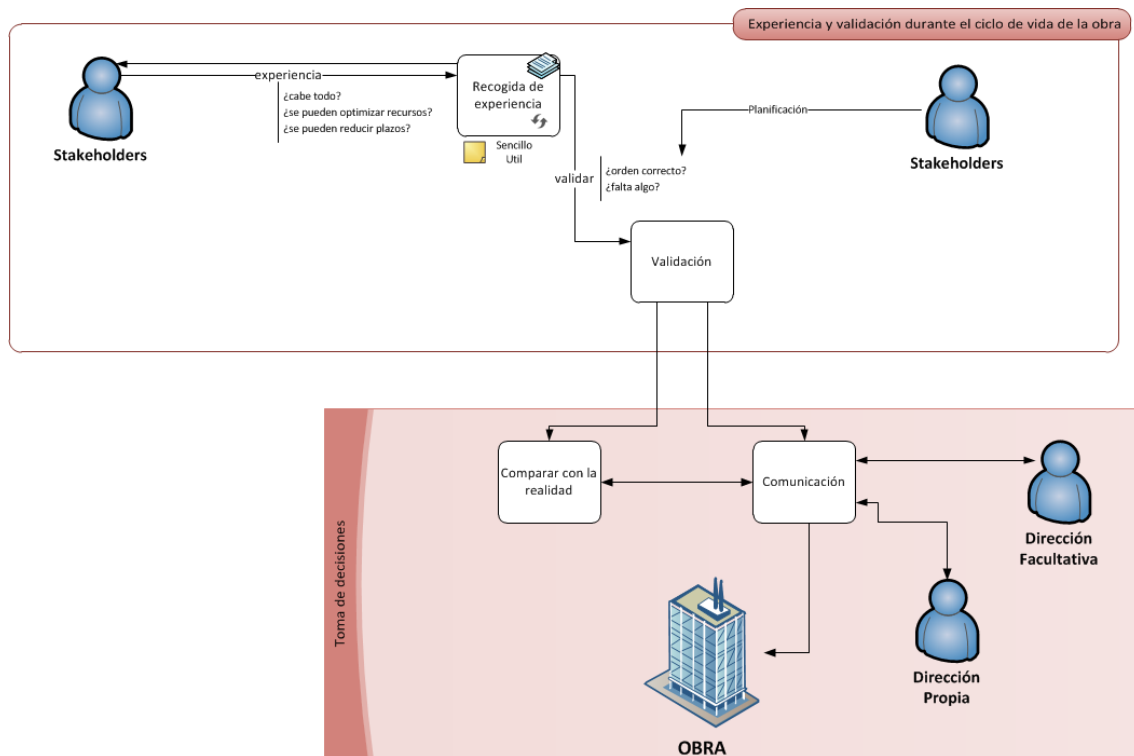 Experiencia y validación durante el ciclo de vida de la obra
experiencia
¿cabe todo?
¿se pueden optimizar recursos?
¿se pueden reducir plazos?
Stakeholders
Recogida de
experiencia
Sencillo
Util
Planificación
Stakeholders
validar
¿orden correcto?
¿falta algo?
Validación
Toma de decisiones
Comparar con la
realidad
Comunicación
Dirección
Facultativa
Dirección
Propia
OBRA